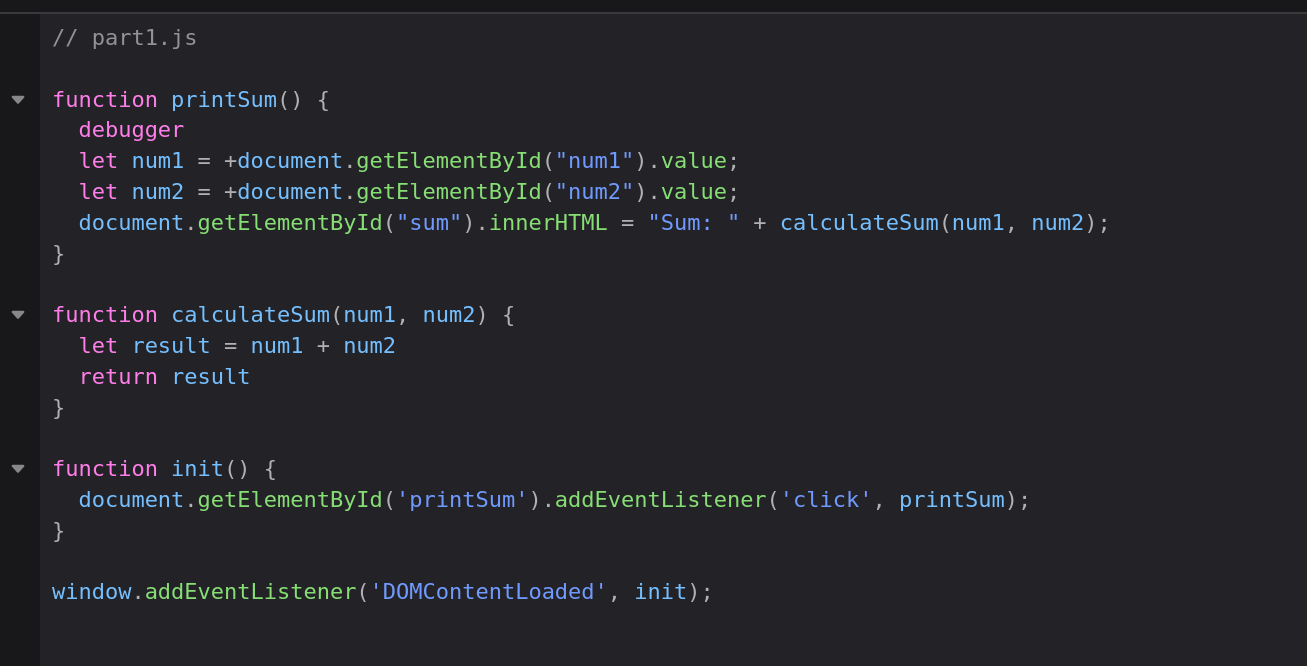 // part1.js
function printSum() {
  debugger
  let num1 = +document.getElementById("num1").value;
  let num2 = +document.getElementById("num2").value;
  document.getElementById("sum").innerHTML = "Sum: " + calculateSum(num1, num2);
}
function calculateSum(num1, num2) {
  let result = num1 + num2
  return result
}
function init() {
  document.getElementById('printSum').addEventListener('click', printSum);
}
window.addEventListener('DOMContentLoaded', init);